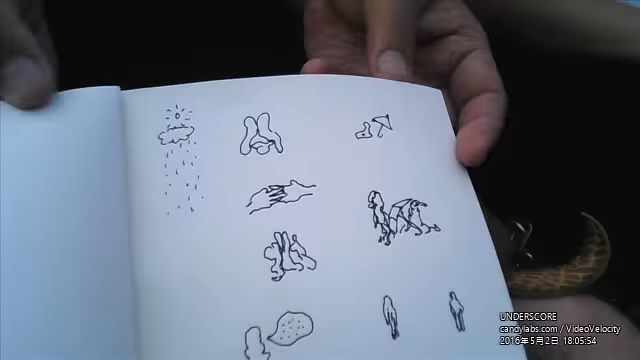 UNDERSCORE
candylabs.com / VideoVelocity
2016年5月2日 18:05:54